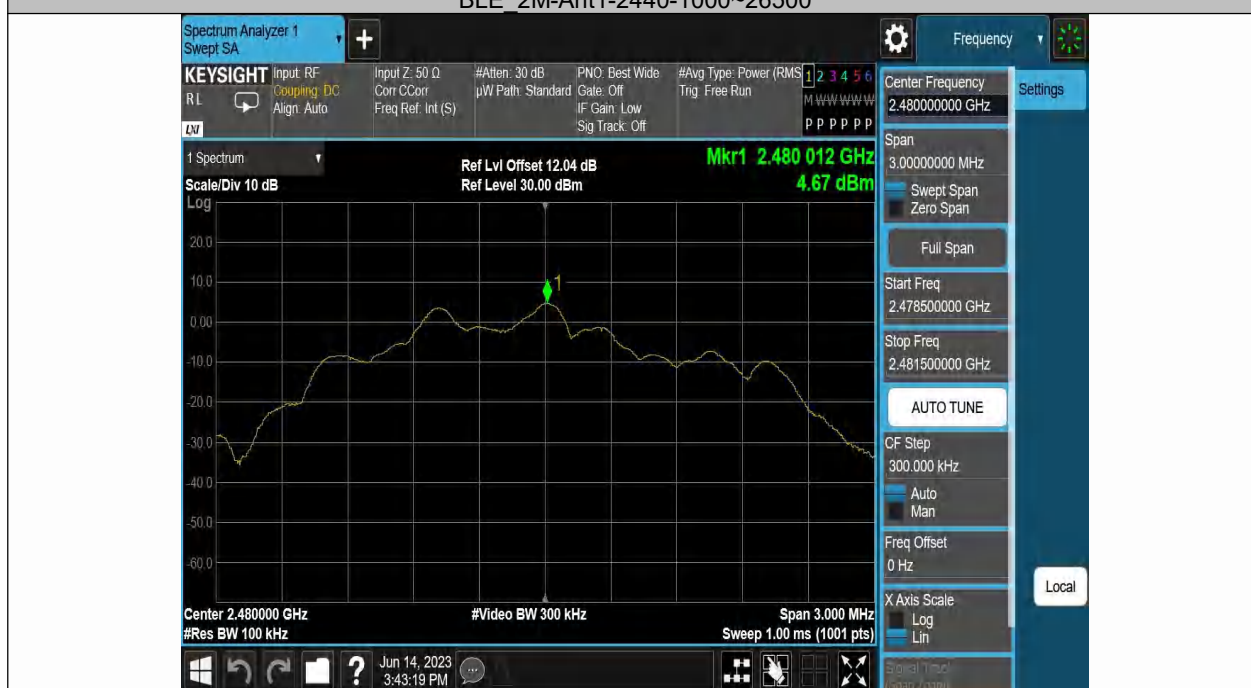 BLE_2M-Ant1-2440-1000~26500
Spectrum Analyzer 1
Swept SA
+
Frequency
KEYSIGHT
RL
LXI
Input: RF
Coupling: DC
Align: Auto
Input Z: 50 Ω
Corr CCorr
Freq Ref: Int (S)
#Atten: 30 dB
µW Path: Standard
PNO: Best Wide
Gate: Off
IF Gain: Low
Sig Track: Off
#Avg Type: Power (RMS
Trig: Free Run
1 2 3 4 5 6
M W W W W W
P P P P P P
1 Spectrum
Scale/Div 10 dB
Log
Ref Lvl Offset 12.04 dB
Ref Level 30.00 dBm
Mkr1 2.480 012 GHz
4.67 dBm
1
20.0
10.0
0.00
-10.0
-20.0
-30.0
-40.0
-50.0
-60.0
Center 2.480000 GHz
#Res BW 100 kHz
#Video BW 300 kHz
Span 3.000 MHz
Sweep 1.00 ms (1001 pts)
?
Jun 14, 2023
3:43:19 PM
Center Frequency
2.480000000 GHz
Span
3.00000000 MHz
Swept Span
Zero Span
Full Span
Start Freq
2.478500000 GHz
Stop Freq
2.481500000 GHz
AUTO TUNE
CF Step
300.000 kHz
Auto
Man
Freq Offset
0 Hz
X Axis Scale
Log
Lin
Signal Track
(Span Zoom)
Settings
Local